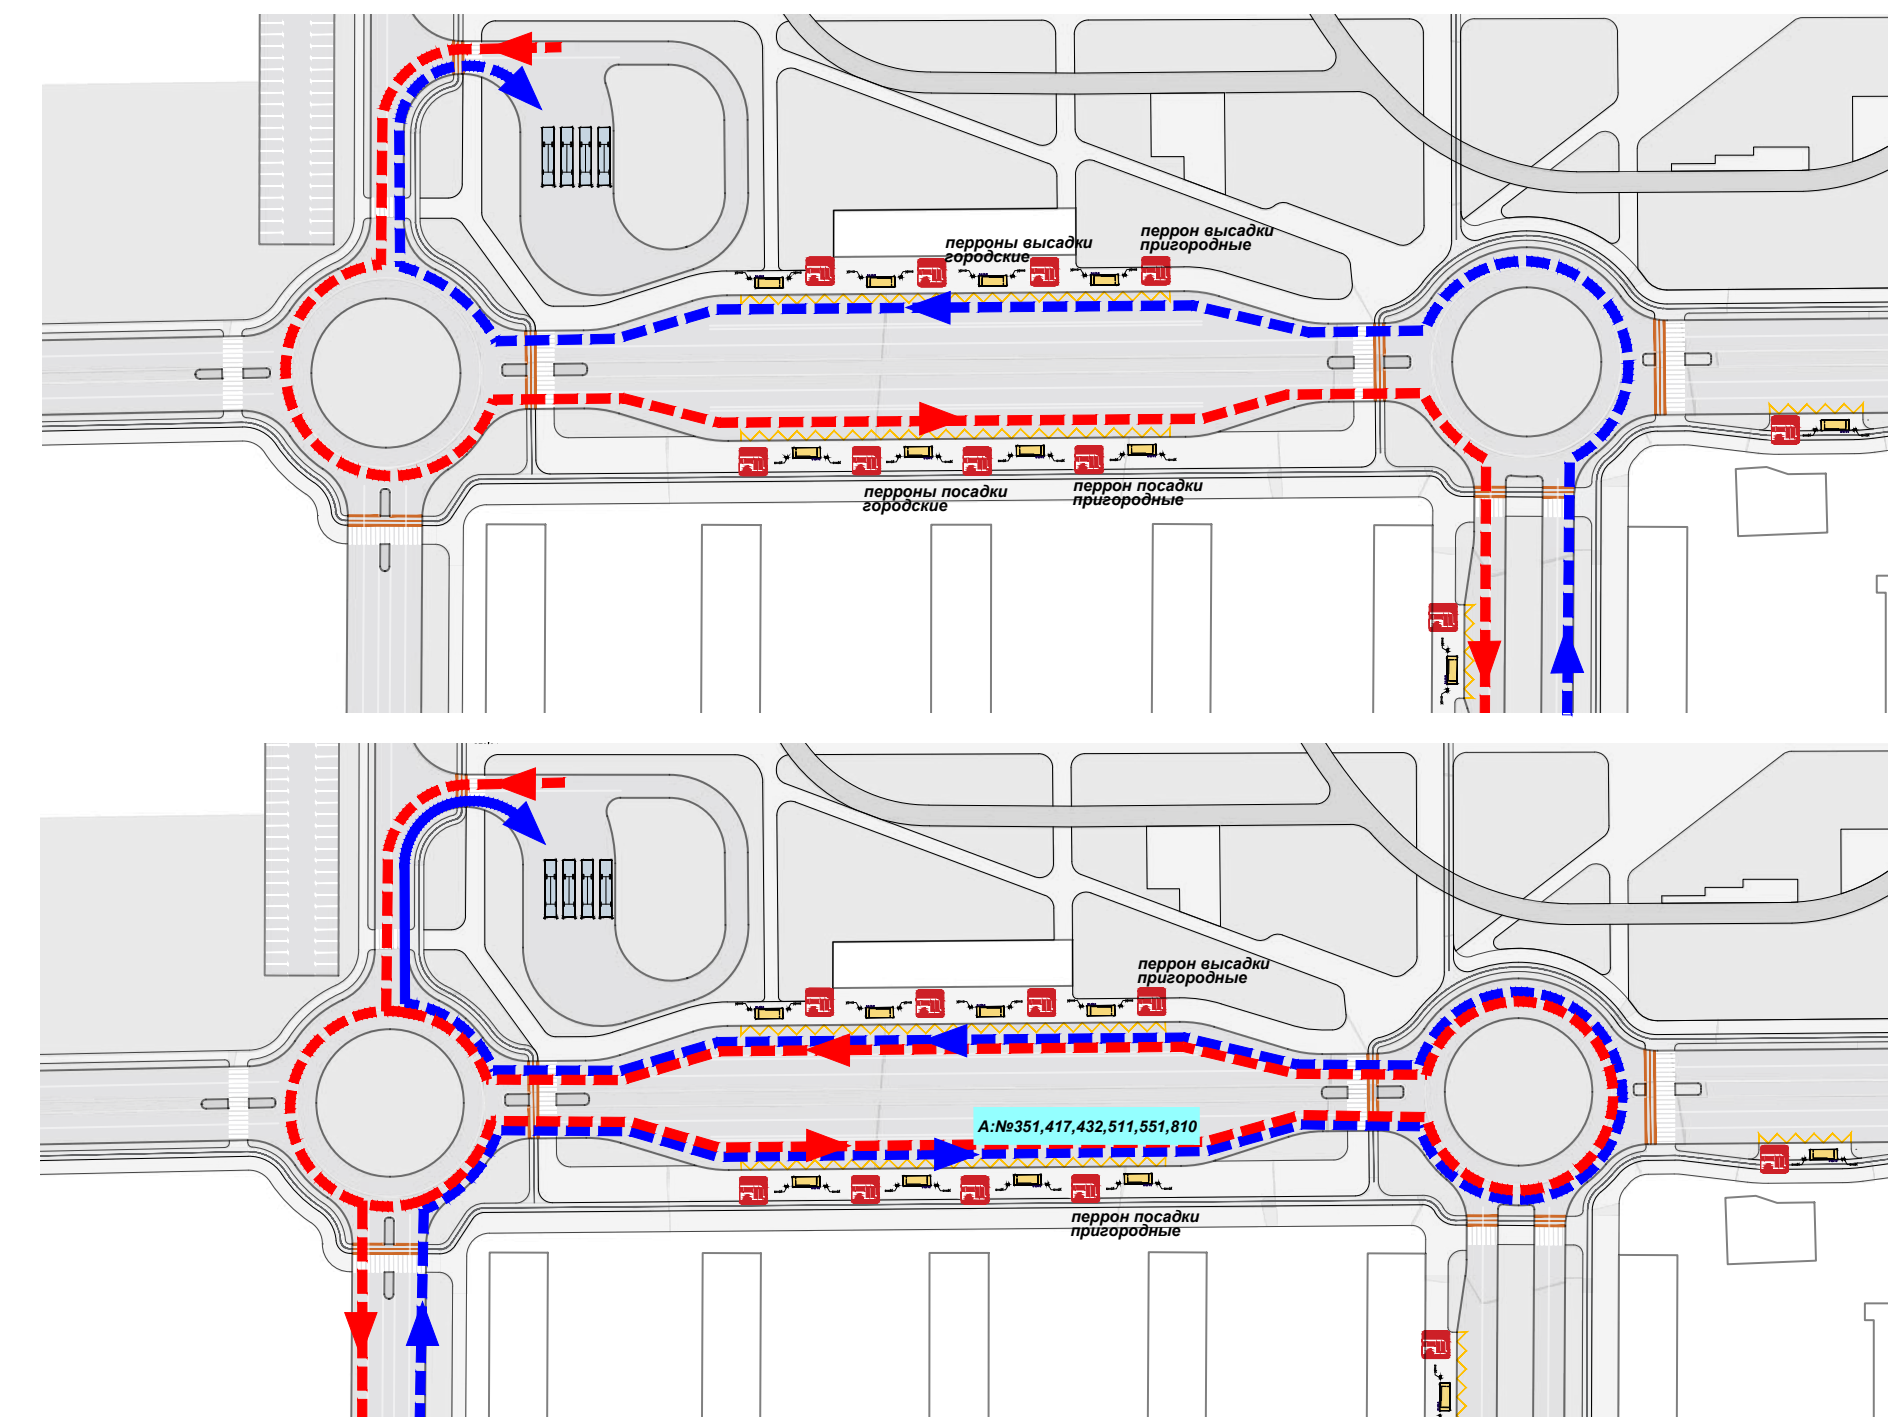 перроны высадки
городские
перрон высадки
пригородные
перроны посадки
городские
перрон посадки
пригородные
перрон высадки
пригородные
А:№351,417,432,511,551,810
перрон посадки
пригородные